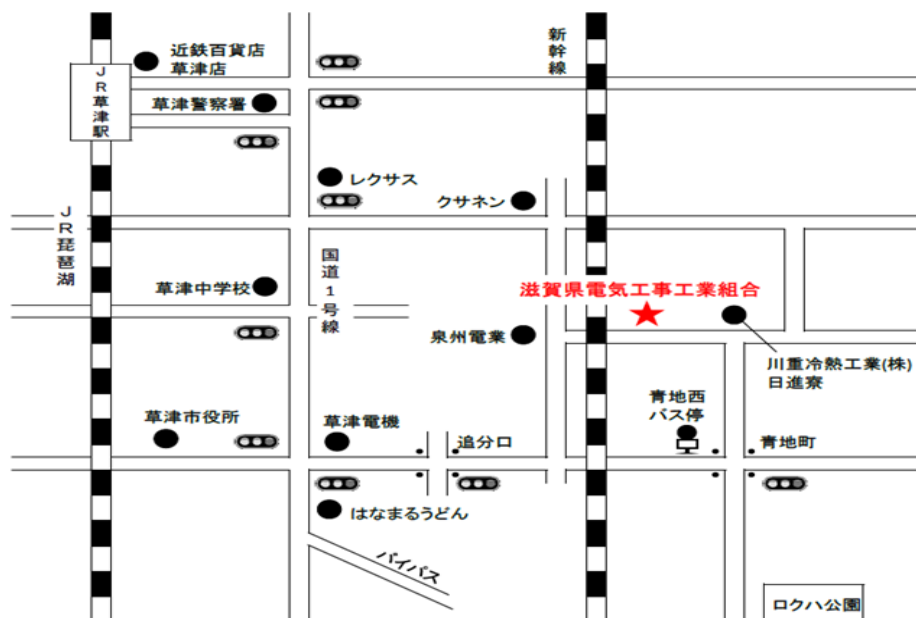 近鉄百貨店
草津店
新幹線
JR草津駅
草津警察署
レクサス
クサネン
JR琵琶湖
国道1号線
草津中学校
滋賀県電気工事工業組合
泉州電業
川重冷熱工業(株)
日進寮
青地西
バス停
草津市役所
草津電機
追分口
青地町
はなまるうどん
バイパス
ロクハ公園